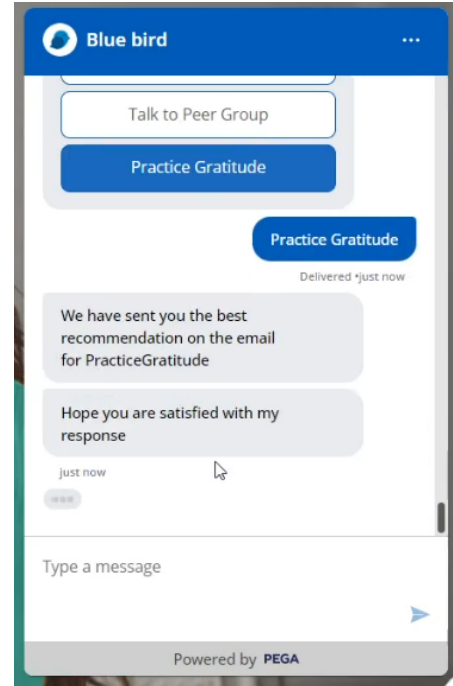 Blue bird
Talk to Peer Group
Practice Gratitude
Practice Gratitude
Delivered •just now
We have sent you the best
recommendation on the email
for PracticeGratitude
Hope you are satisfied with my
response
just now
Type a message
Powered by PEGA